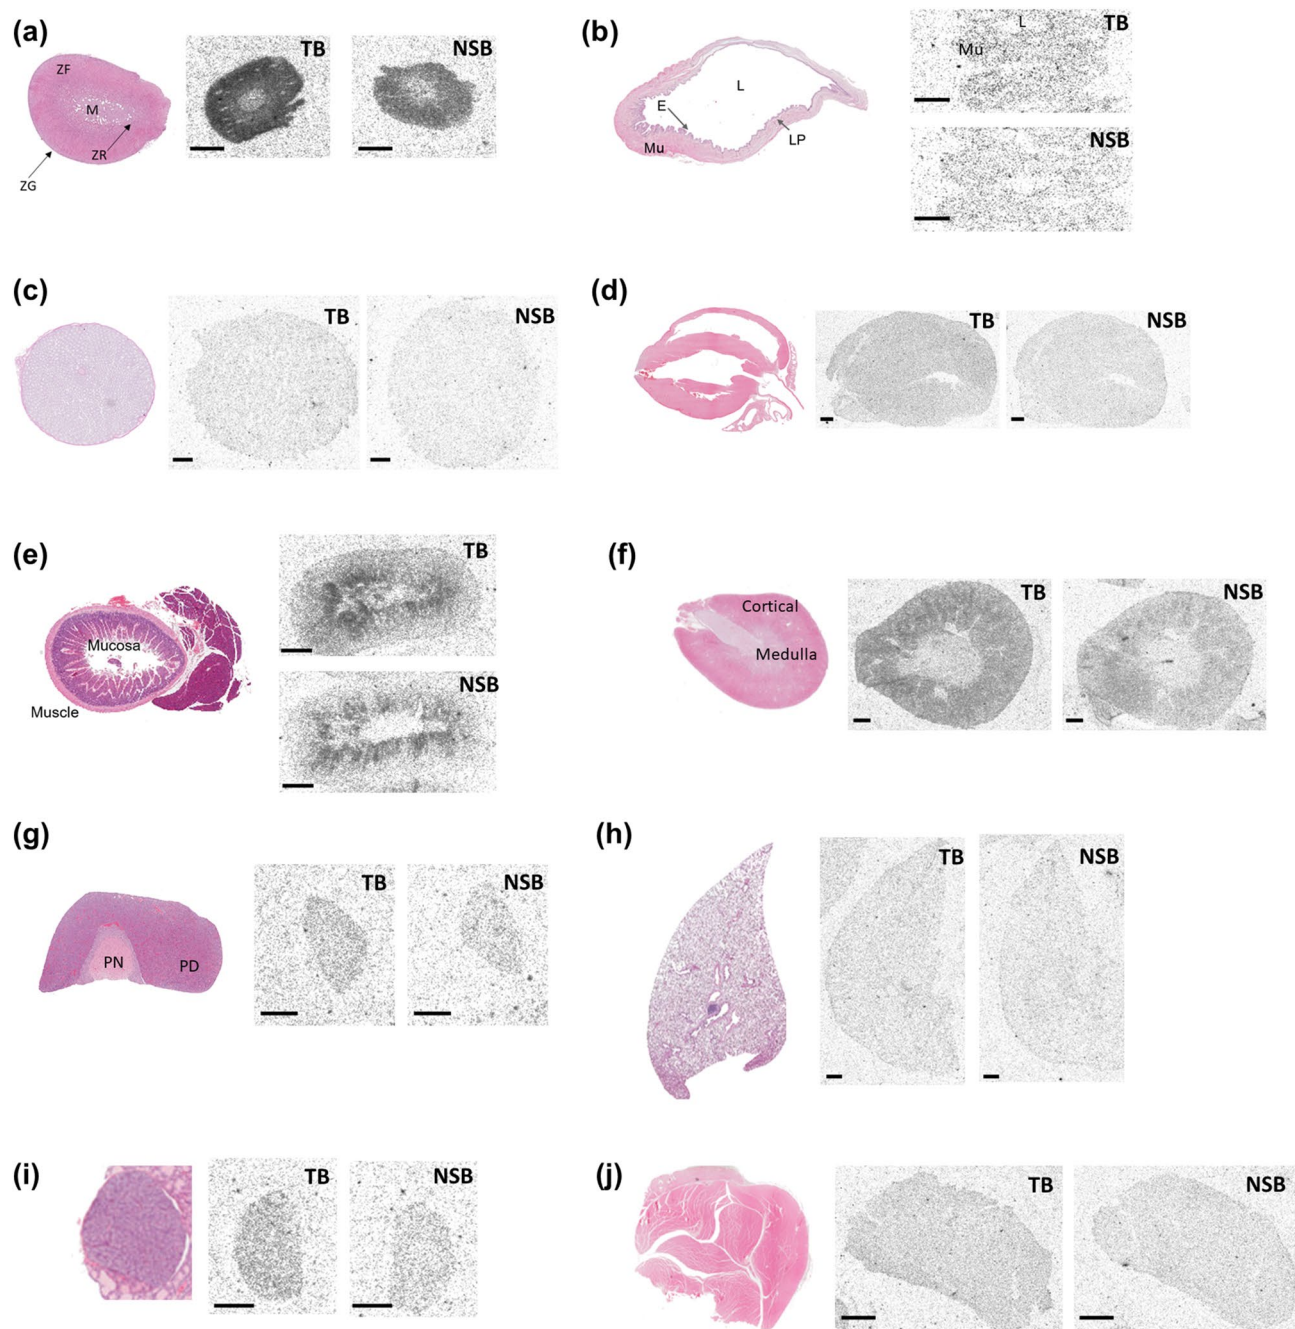 (a)
ZF
M
ZR
ZG
TB
NSB
(b)
L
E
Mu
LP
L
TB
Mu
NSB
(c)
TB
NSB
(d)
TB
NSB
(e)
Mucosa
Muscle
TB
NSB
(f)
Cortical
Medulla
TB
NSB
(g)
PN
PD
TB
NSB
(h)
TB
NSB
(i)
TB
NSB
(j)
TB
NSB